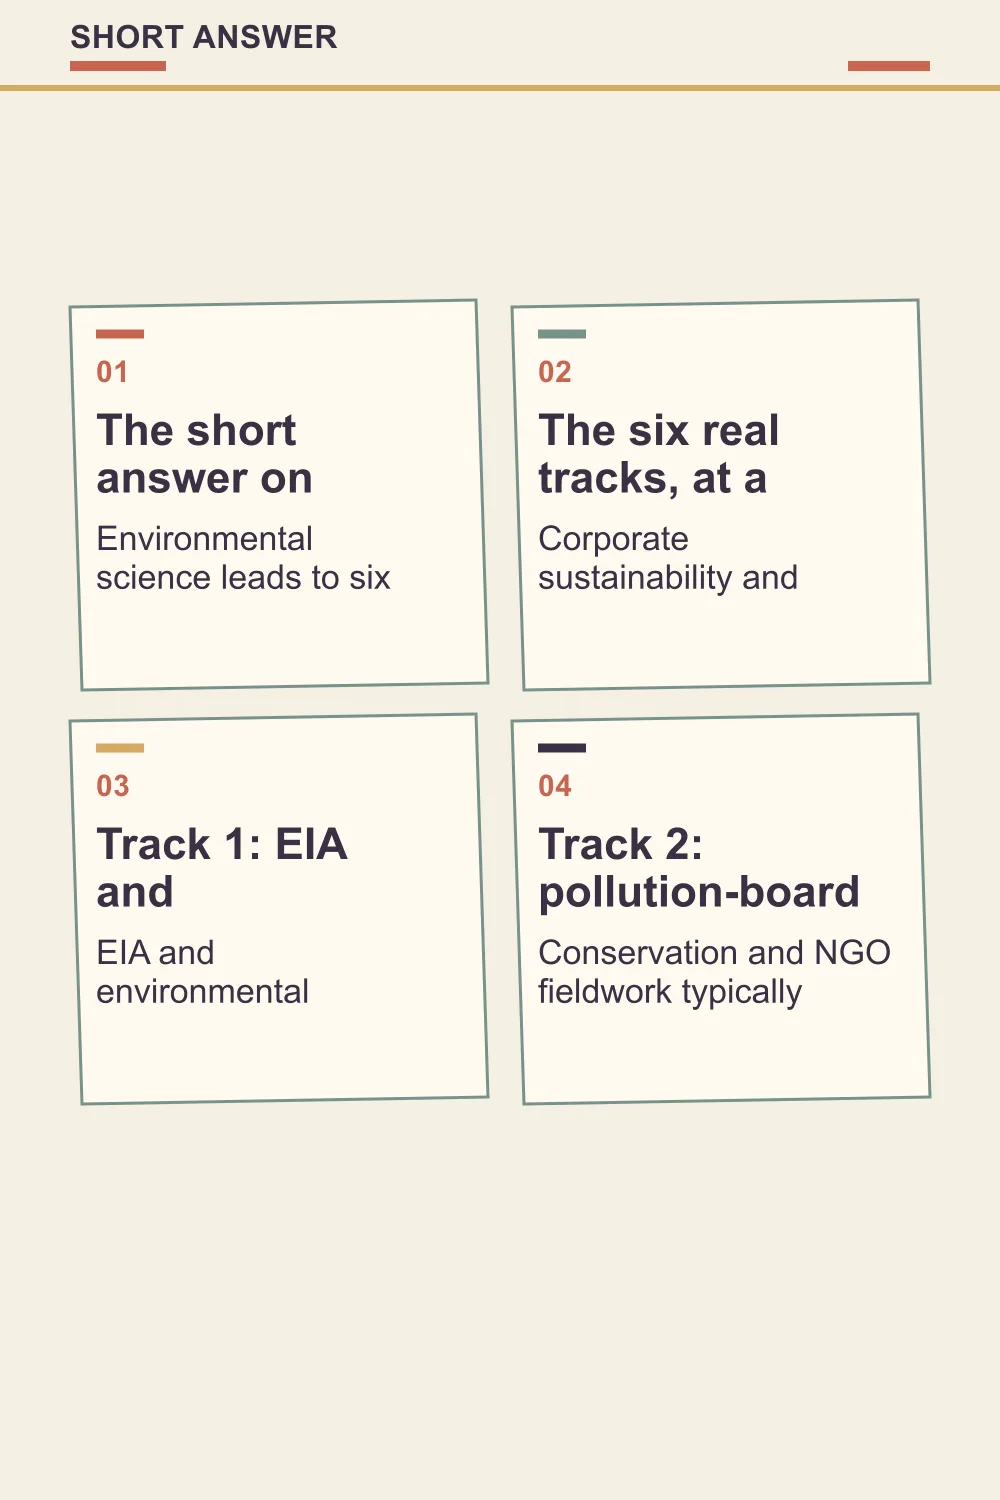 SHORT ANSWER
01
The short
answer on
Environmental
science leads to six
02
The six real
tracks, at a
Corporate
sustainability and
03
Track 1: EIA
and
EIA and
environmental
04
Track 2:
pollution-board
Conservation and NGO
fieldwork typically